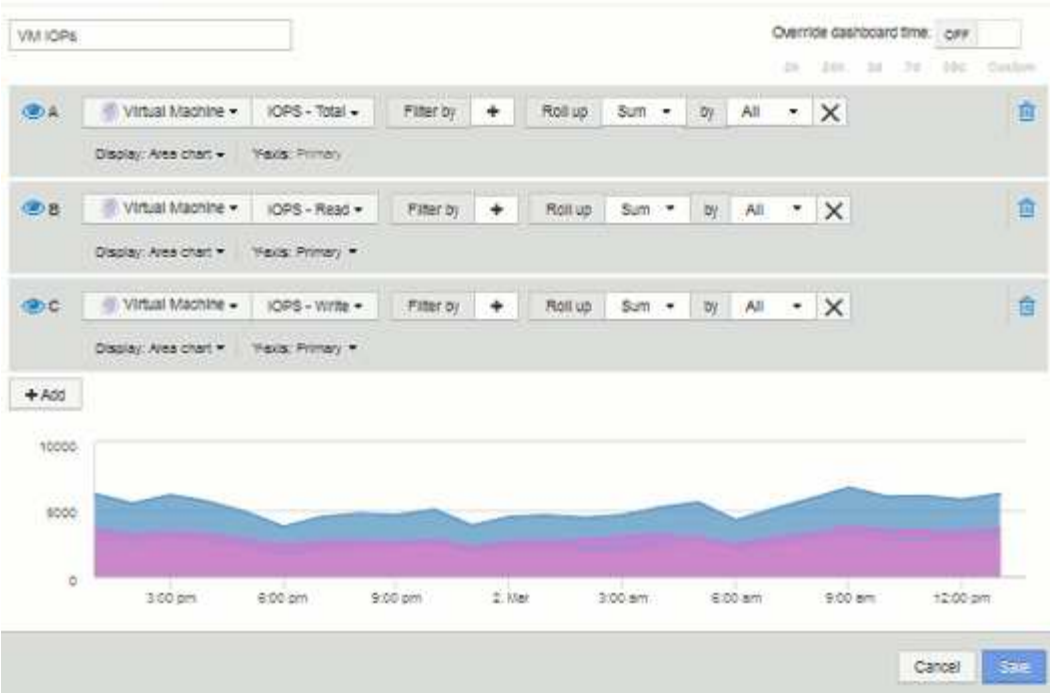 VM IOPs Override dashboard time: OFF
3d 7d Custom
A Virtual Machine IOPS - Total Filter by + Roll up Sum by All X
Display: Area chart Y-axis: Primary
B Virtual Machine IOPS - Read Filter by + Roll up Sum by All X
Display: Area chart Y-axis: Primary
C Virtual Machine IOPS - Write Filter by + Roll up Sum by All X
Display: Area chart Y-axis: Primary
+ Add
10000
5000
0
3:00 pm 6:00 pm 9:00 pm 2. Mar 3:00 am 6:00 am 9:00 am 12:00 pm
Cancel Save